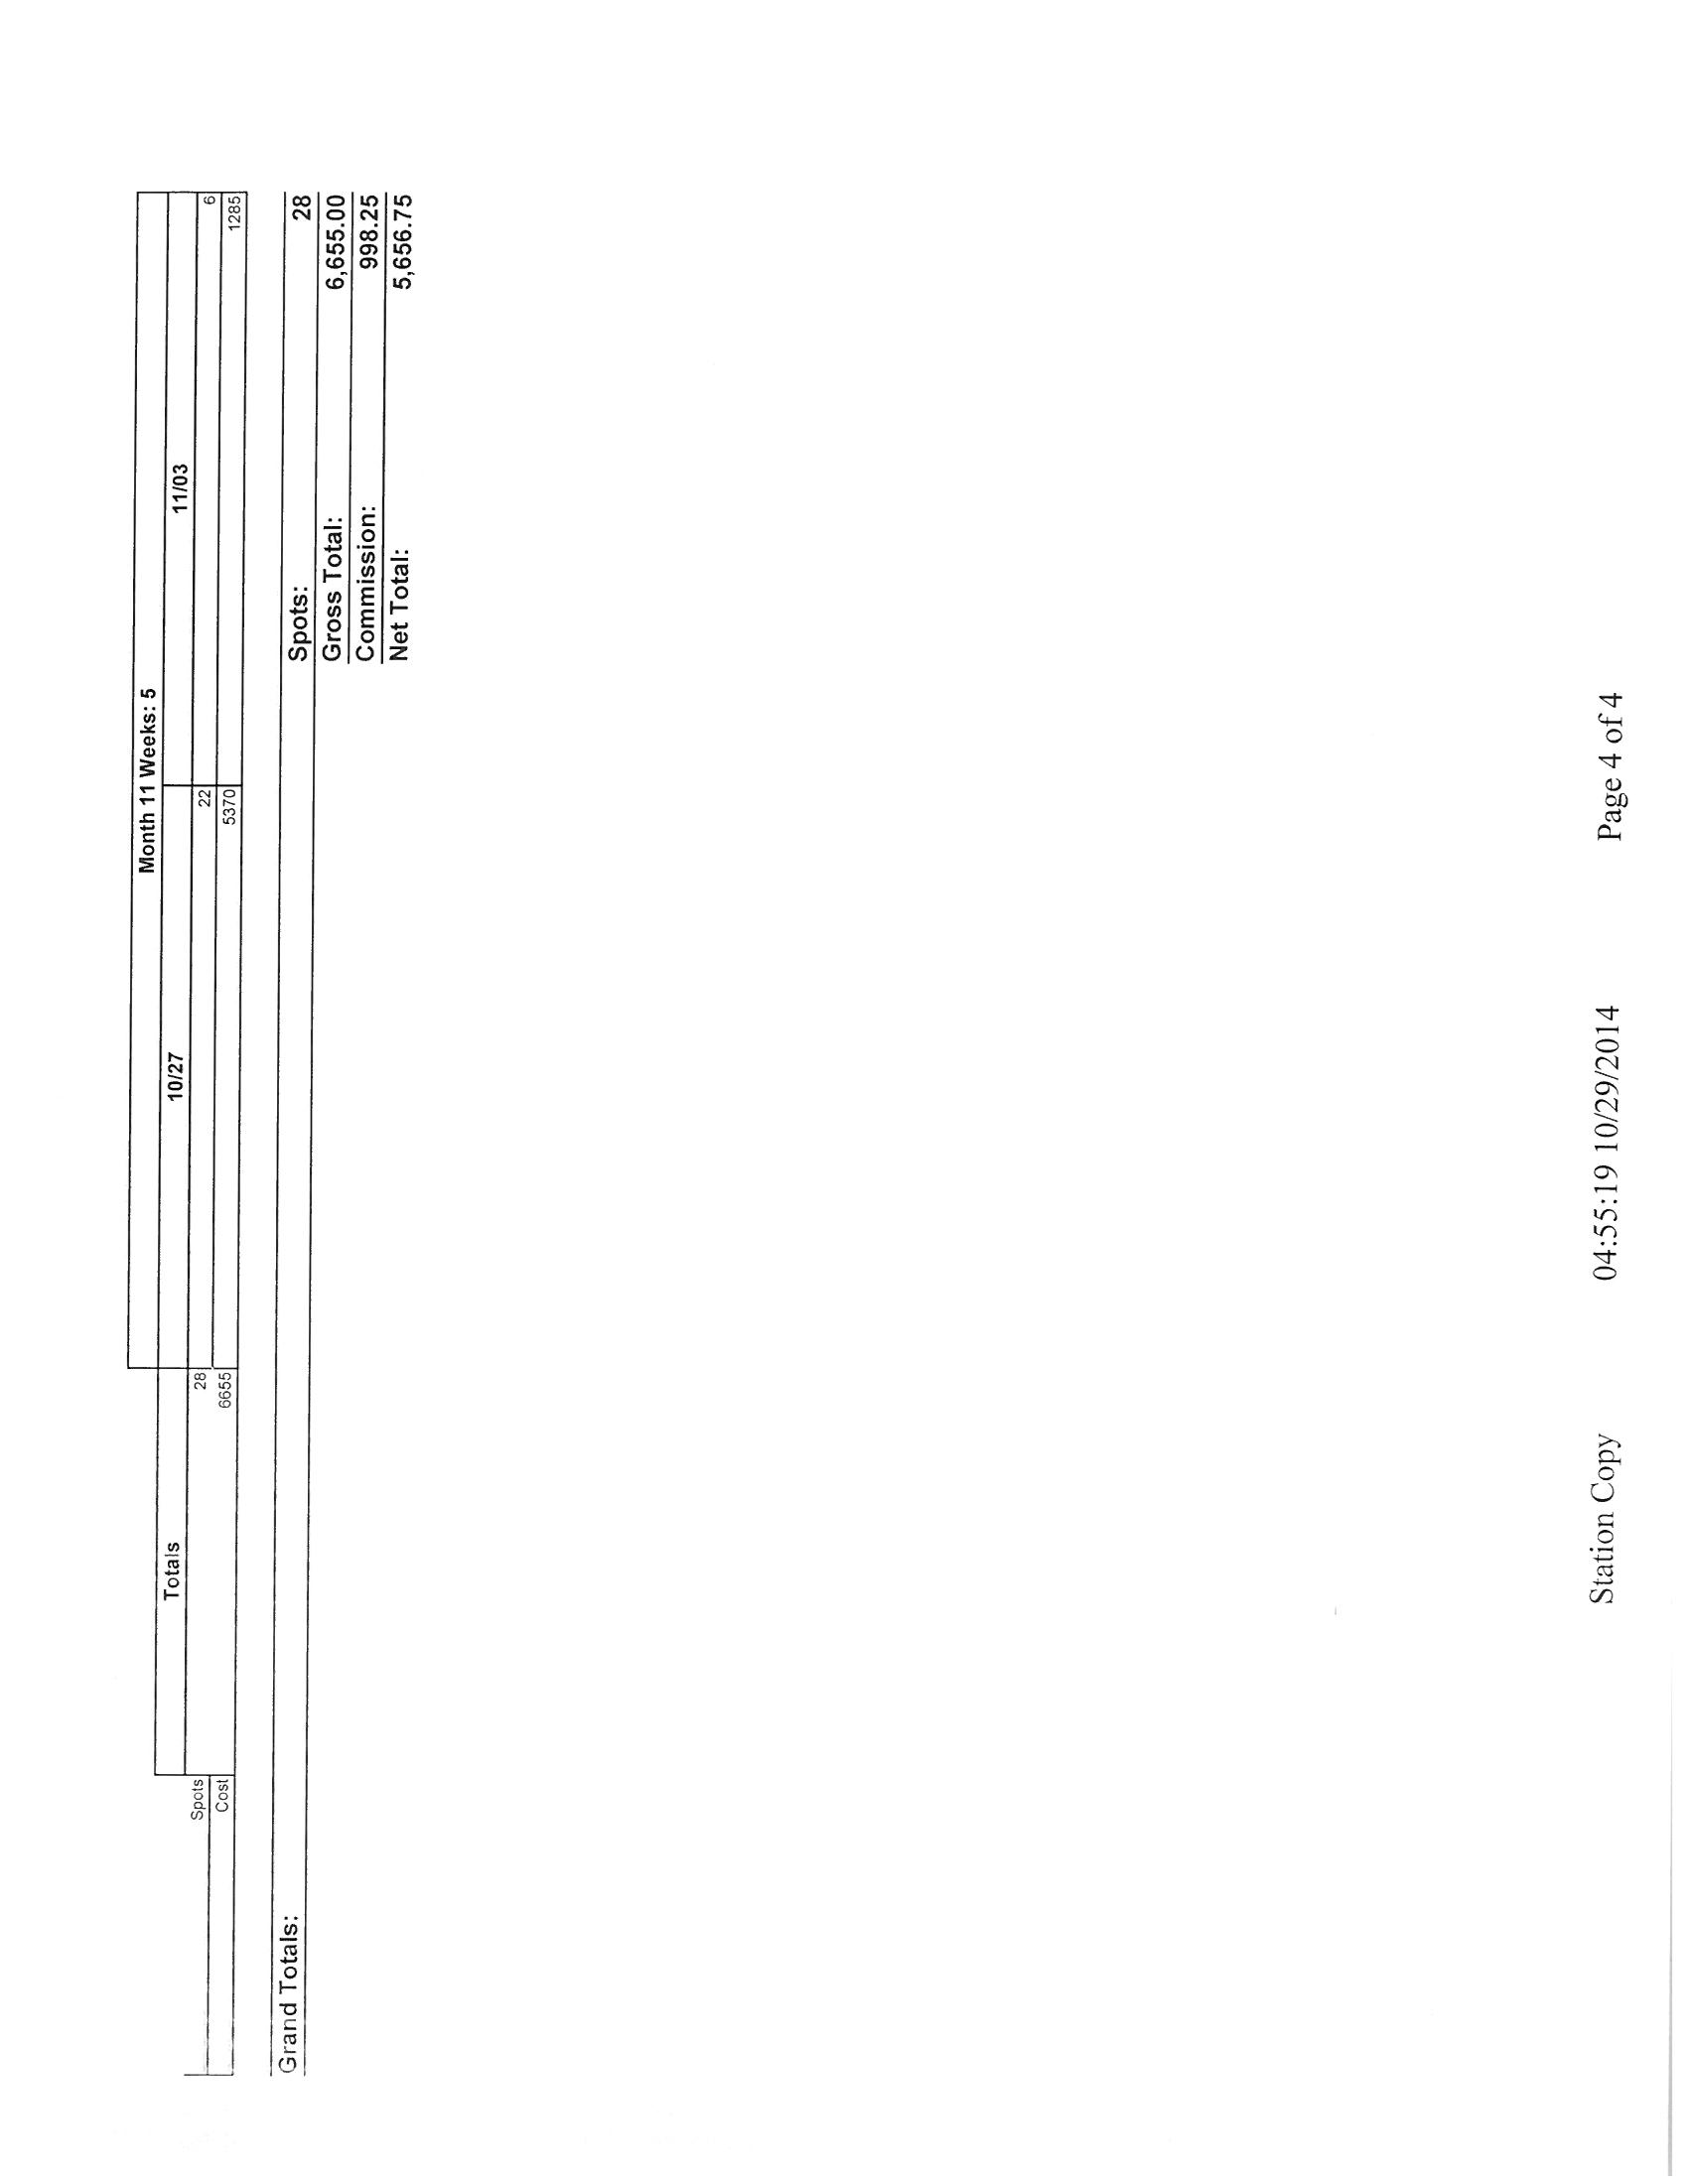 Month 11 Weeks: 5
Totals 10/27 11/03
Spots 28 22 6
Cost 6655 5370 1285
Grand Totals: Spots: 28
Gross Total: 6,655.00
Commission: 998.25
Net Total: 5,656.75
Station Copy 04:55:19 10/29/2014 Page 4 of 4